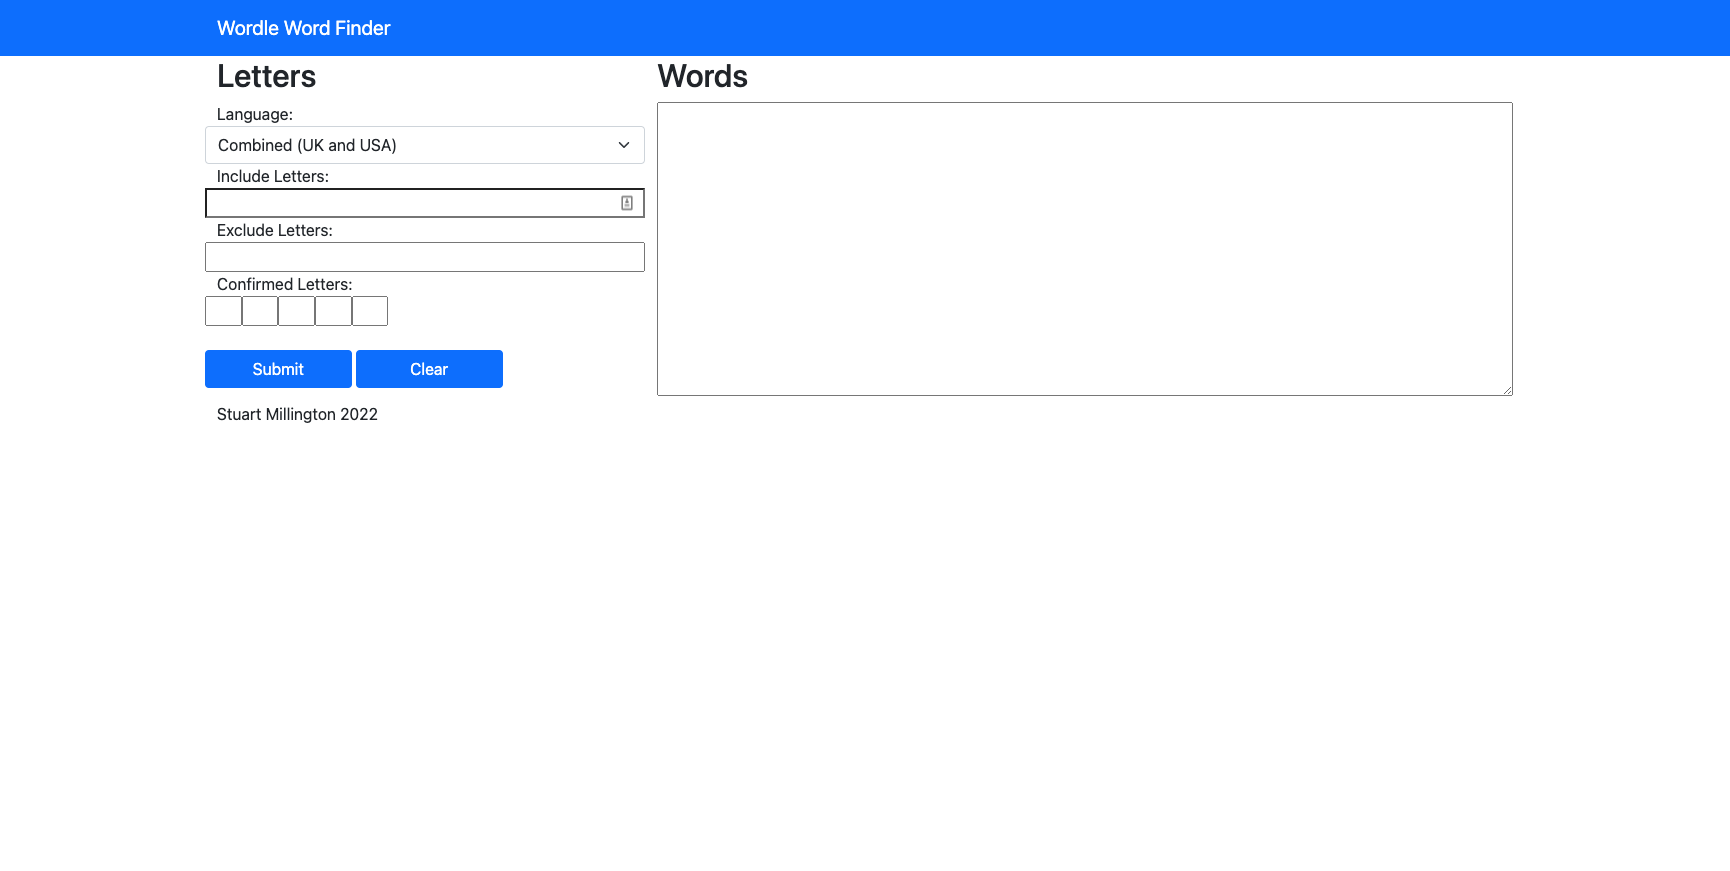 Wordle Word Finder
Letters
Language:
Combined (UK and USA)
Include Letters:
Exclude Letters:
Confirmed Letters:
Submit Clear
Stuart Millington 2022
Words